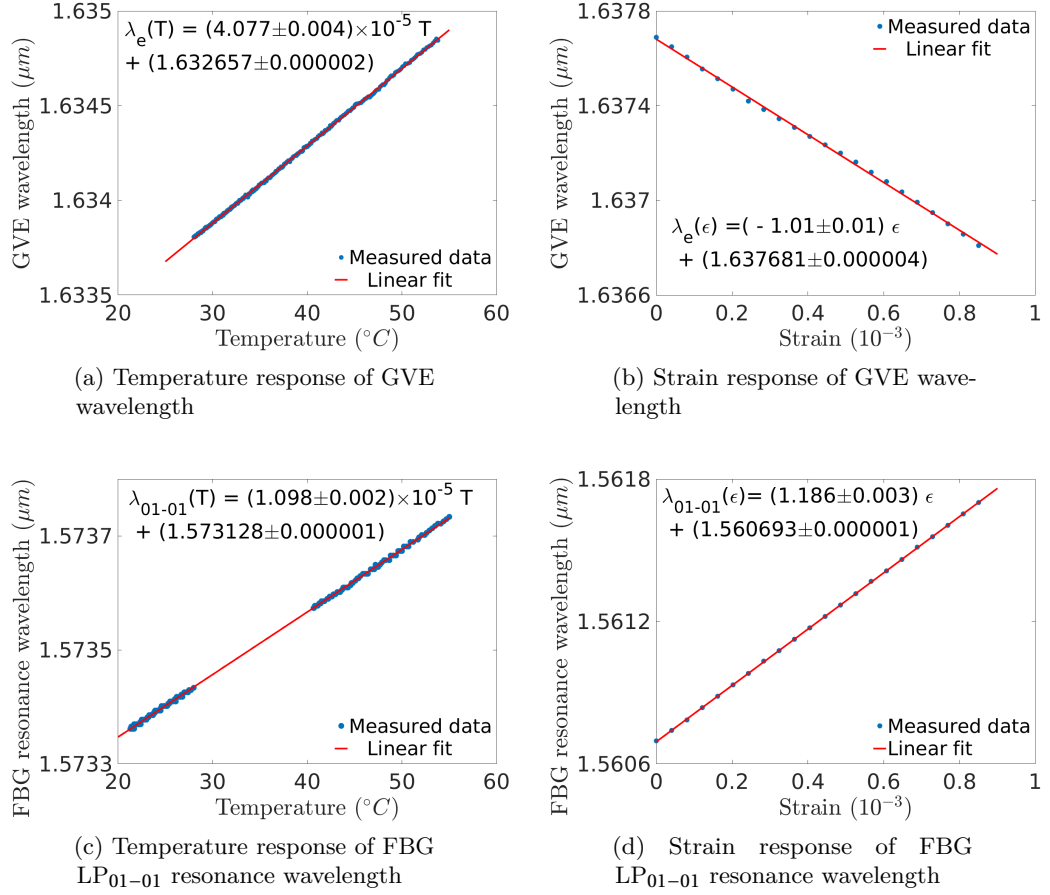 1.635
1.6345
1.634
1.6335
GVE wavelength (μm)
λe(T) = (4.077±0.004)×10-5 T
+ (1.632657±0.000002)
Measured data
Linear fit
20 30 40 50 60
Temperature (°C)
(a) Temperature response of GVE
wavelength
1.6378
1.6374
1.637
1.6366
GVE wavelength (μm)
Measured data
Linear fit
λe(ϵ) =( - 1.01±0.01) ϵ
+ (1.637681±0.000004)
0 0.2 0.4 0.6 0.8 1
Strain (10−3)
(b) Strain response of GVE wave-
length
1.5737
1.5735
1.5733
FBG resonance wavelength (μm)
λ01-01(T) = (1.098±0.002)×10-5 T
+ (1.573128±0.000001)
Measured data
Linear fit
20 30 40 50 60
Temperature (°C)
(c) Temperature response of FBG
LP01−01 resonance wavelength
1.5618
1.5612
1.5606
FBG resonance wavelength (μm)
λ01-01(ϵ)= (1.186±0.003) ϵ
+ (1.560693±0.000001)
Measured data
Linear fit
0 0.2 0.4 0.6 0.8 1
Strain (10−3)
(d) Strain response of FBG
LP01−01 resonance wavelength